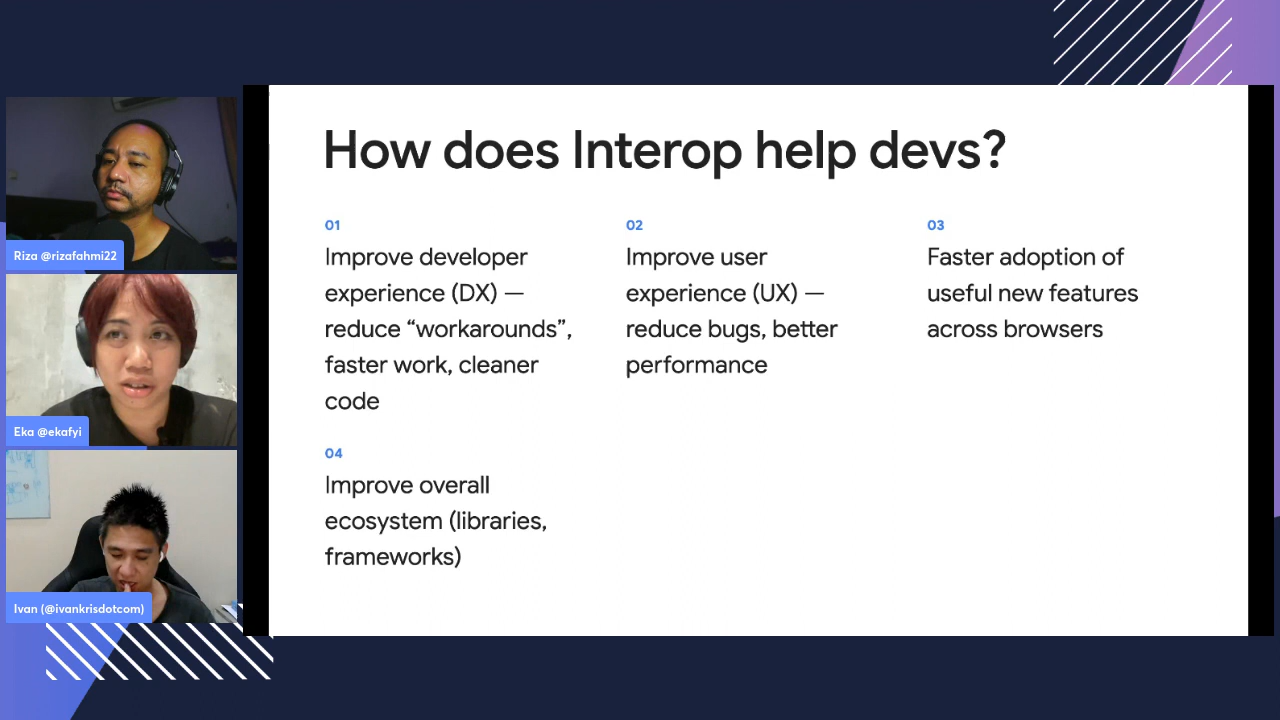 How does Interop help devs?
01
Improve developer
experience (DX) —
reduce “workarounds”,
faster work, cleaner
code
02
Improve user
experience (UX) —
reduce bugs, better
performance
03
Faster adoption of
useful new features
across browsers
04
Improve overall
ecosystem (libraries,
frameworks)
Riza @rizafahmi22
Eka @ekafyi
Ivan (@ivankrisdotcom)